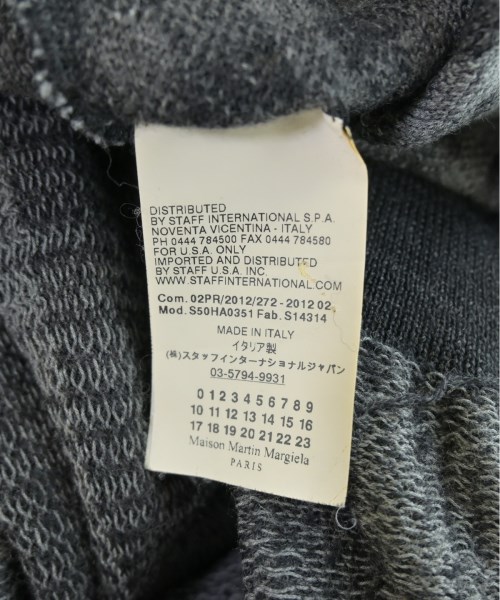 DISTRIBUTED
BY STAFF INTERNATIONAL S.P.A.
NOVENTA VICENTINA - ITALY
PH 0444 784500 FAX 0444 784580
FOR U.S.A. ONLY
IMPORTED AND DISTRIBUTED
BY STAFF U.S.A. INC.
WWW.STAFFINTERNATIONAL.COM
Com. 02PR/2012/272 - 2012 02
Mod. S50HA0351 Fab. S14314
MADE IN ITALY
イタリア製
(株)スタッフインターナショナルジャパン
03-5794-9931
0 1 2 3 4 5 6 7 8 9
10 11 12 13 14 15 16
17 18 19 20 21 22 23
Maison Martin Margiela
PARIS